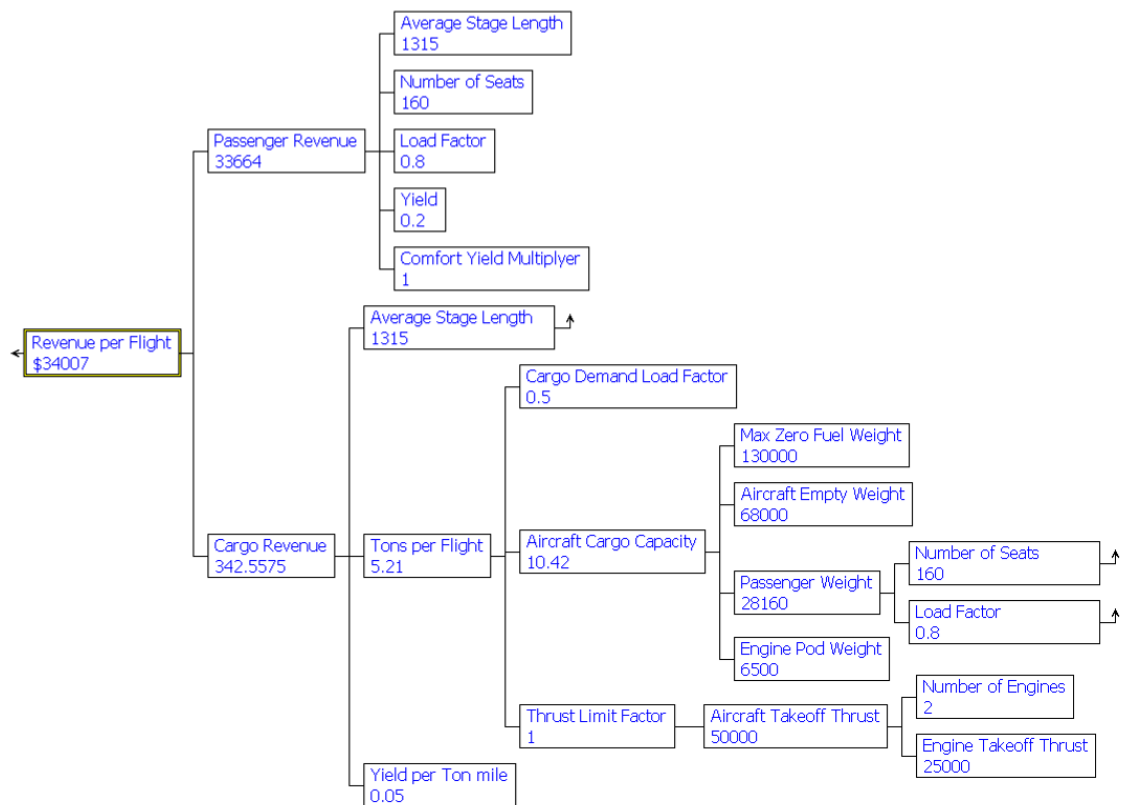 Average Stage Length
1315
Number of Seats
160
Passenger Revenue
33664
Load Factor
0.8
Yield
0.2
Comfort Yield Multiplyer
1
Average Stage Length
1315
Revenue per Flight
$34007
Cargo Demand Load Factor
0.5
Max Zero Fuel Weight
130000
Aircraft Empty Weight
68000
Cargo Revenue
342.5575
Tons per Flight
5.21
Aircraft Cargo Capacity
10.42
Number of Seats
160
Passenger Weight
28160
Load Factor
0.8
Engine Pod Weight
6500
Number of Engines
2
Thrust Limit Factor
1
Aircraft Takeoff Thrust
50000
Engine Takeoff Thrust
25000
Yield per Ton mile
0.05